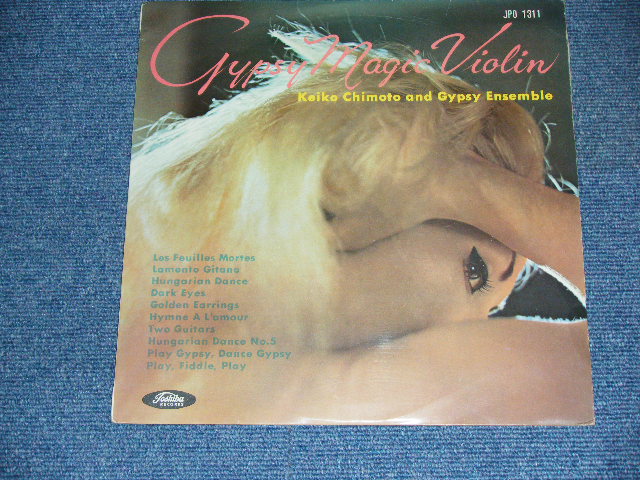 JPO 1311
Gypsy Magic Violin
Keiko Chimoto and Gypsy Ensemble
Les Feuilles Mortes
Lamento Gitano
Hungarian Dance
Dark Eyes
Golden Earrings
Hymne A L'amour
Two Guitars
Hungarian Dance No.5
Play Gypsy, Dance Gypsy
Play, Fiddle, Play
Toshiba
RECORDS